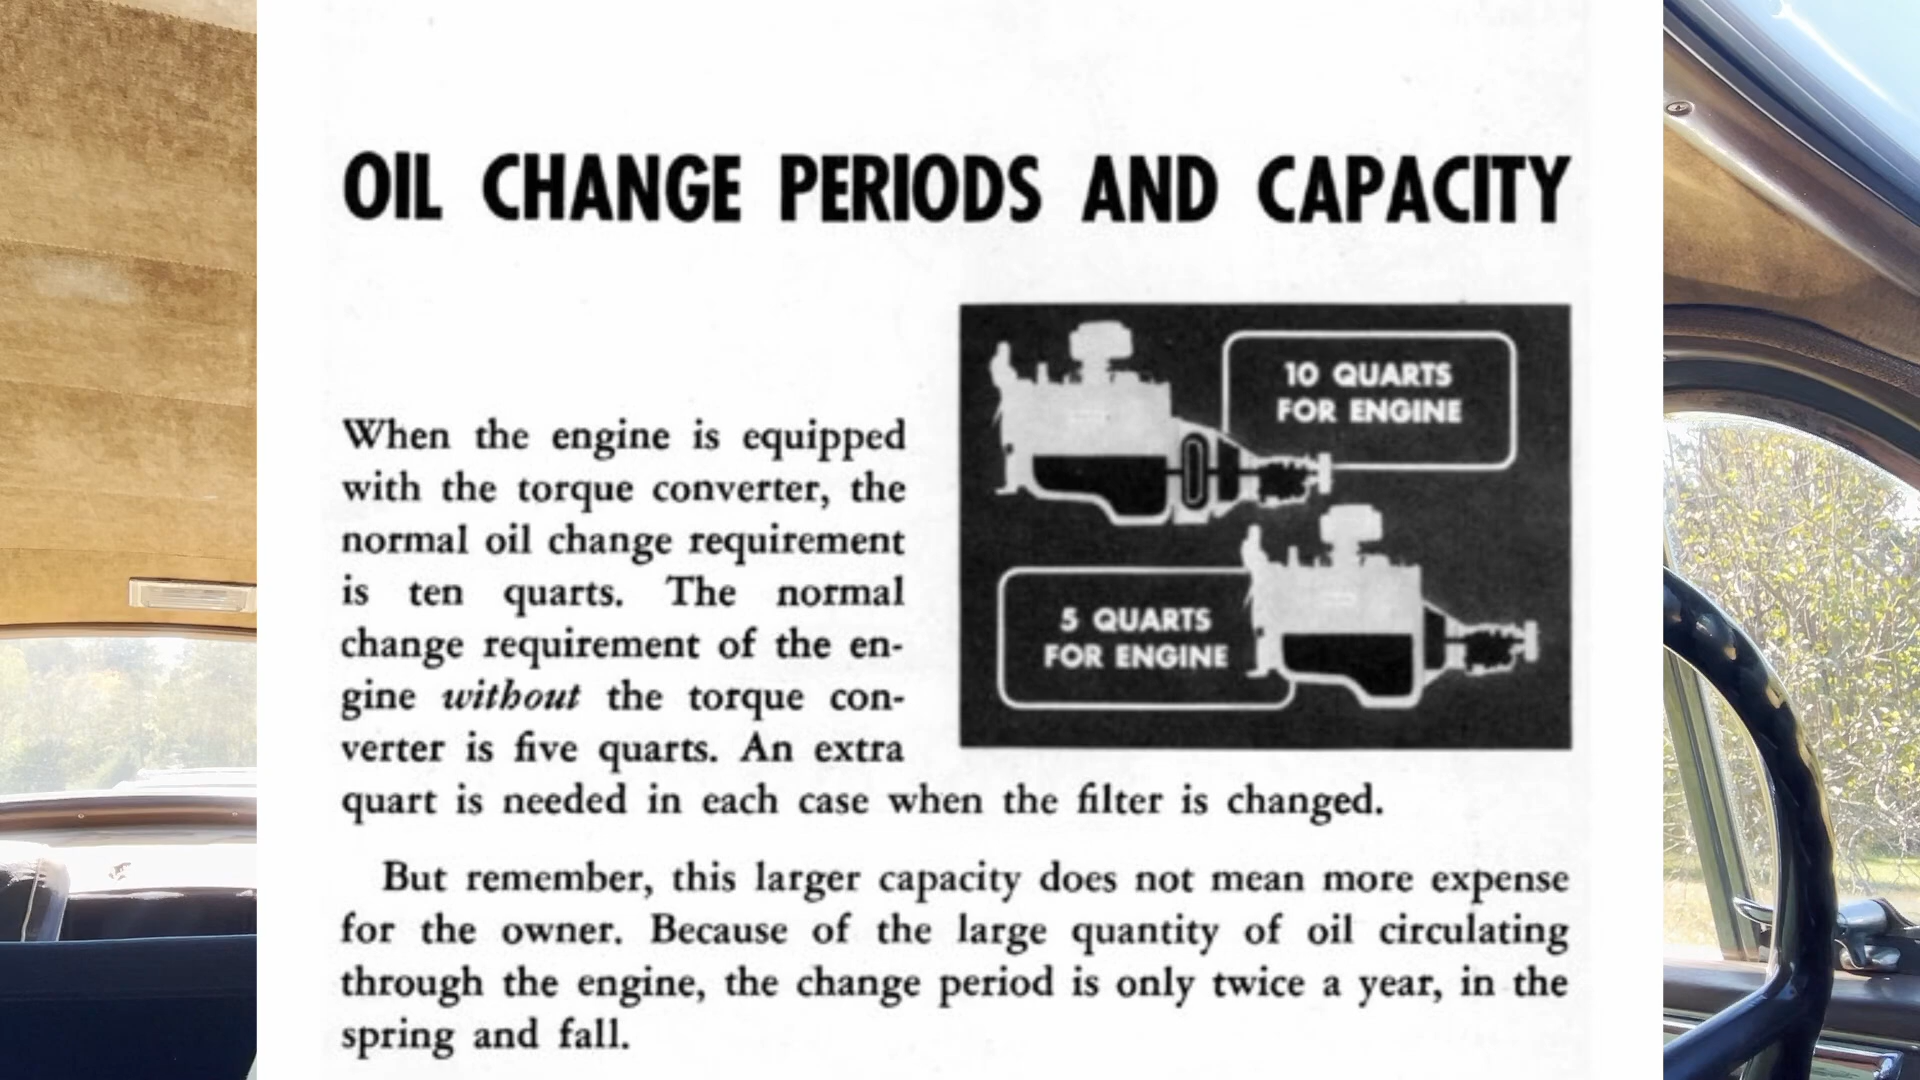 OIL CHANGE PERIODS AND CAPACITY
10 QUARTS
FOR ENGINE
5 QUARTS
FOR ENGINE
When the engine is equipped
with the torque converter, the
normal oil change requirement
is ten quarts. The normal
change requirement of the en-
gine without the torque con-
verter is five quarts. An extra
quart is needed in each case when the filter is changed.
But remember, this larger capacity does not mean more expense
for the owner. Because of the large quantity of oil circulating
through the engine, the change period is only twice a year, in the
spring and fall.